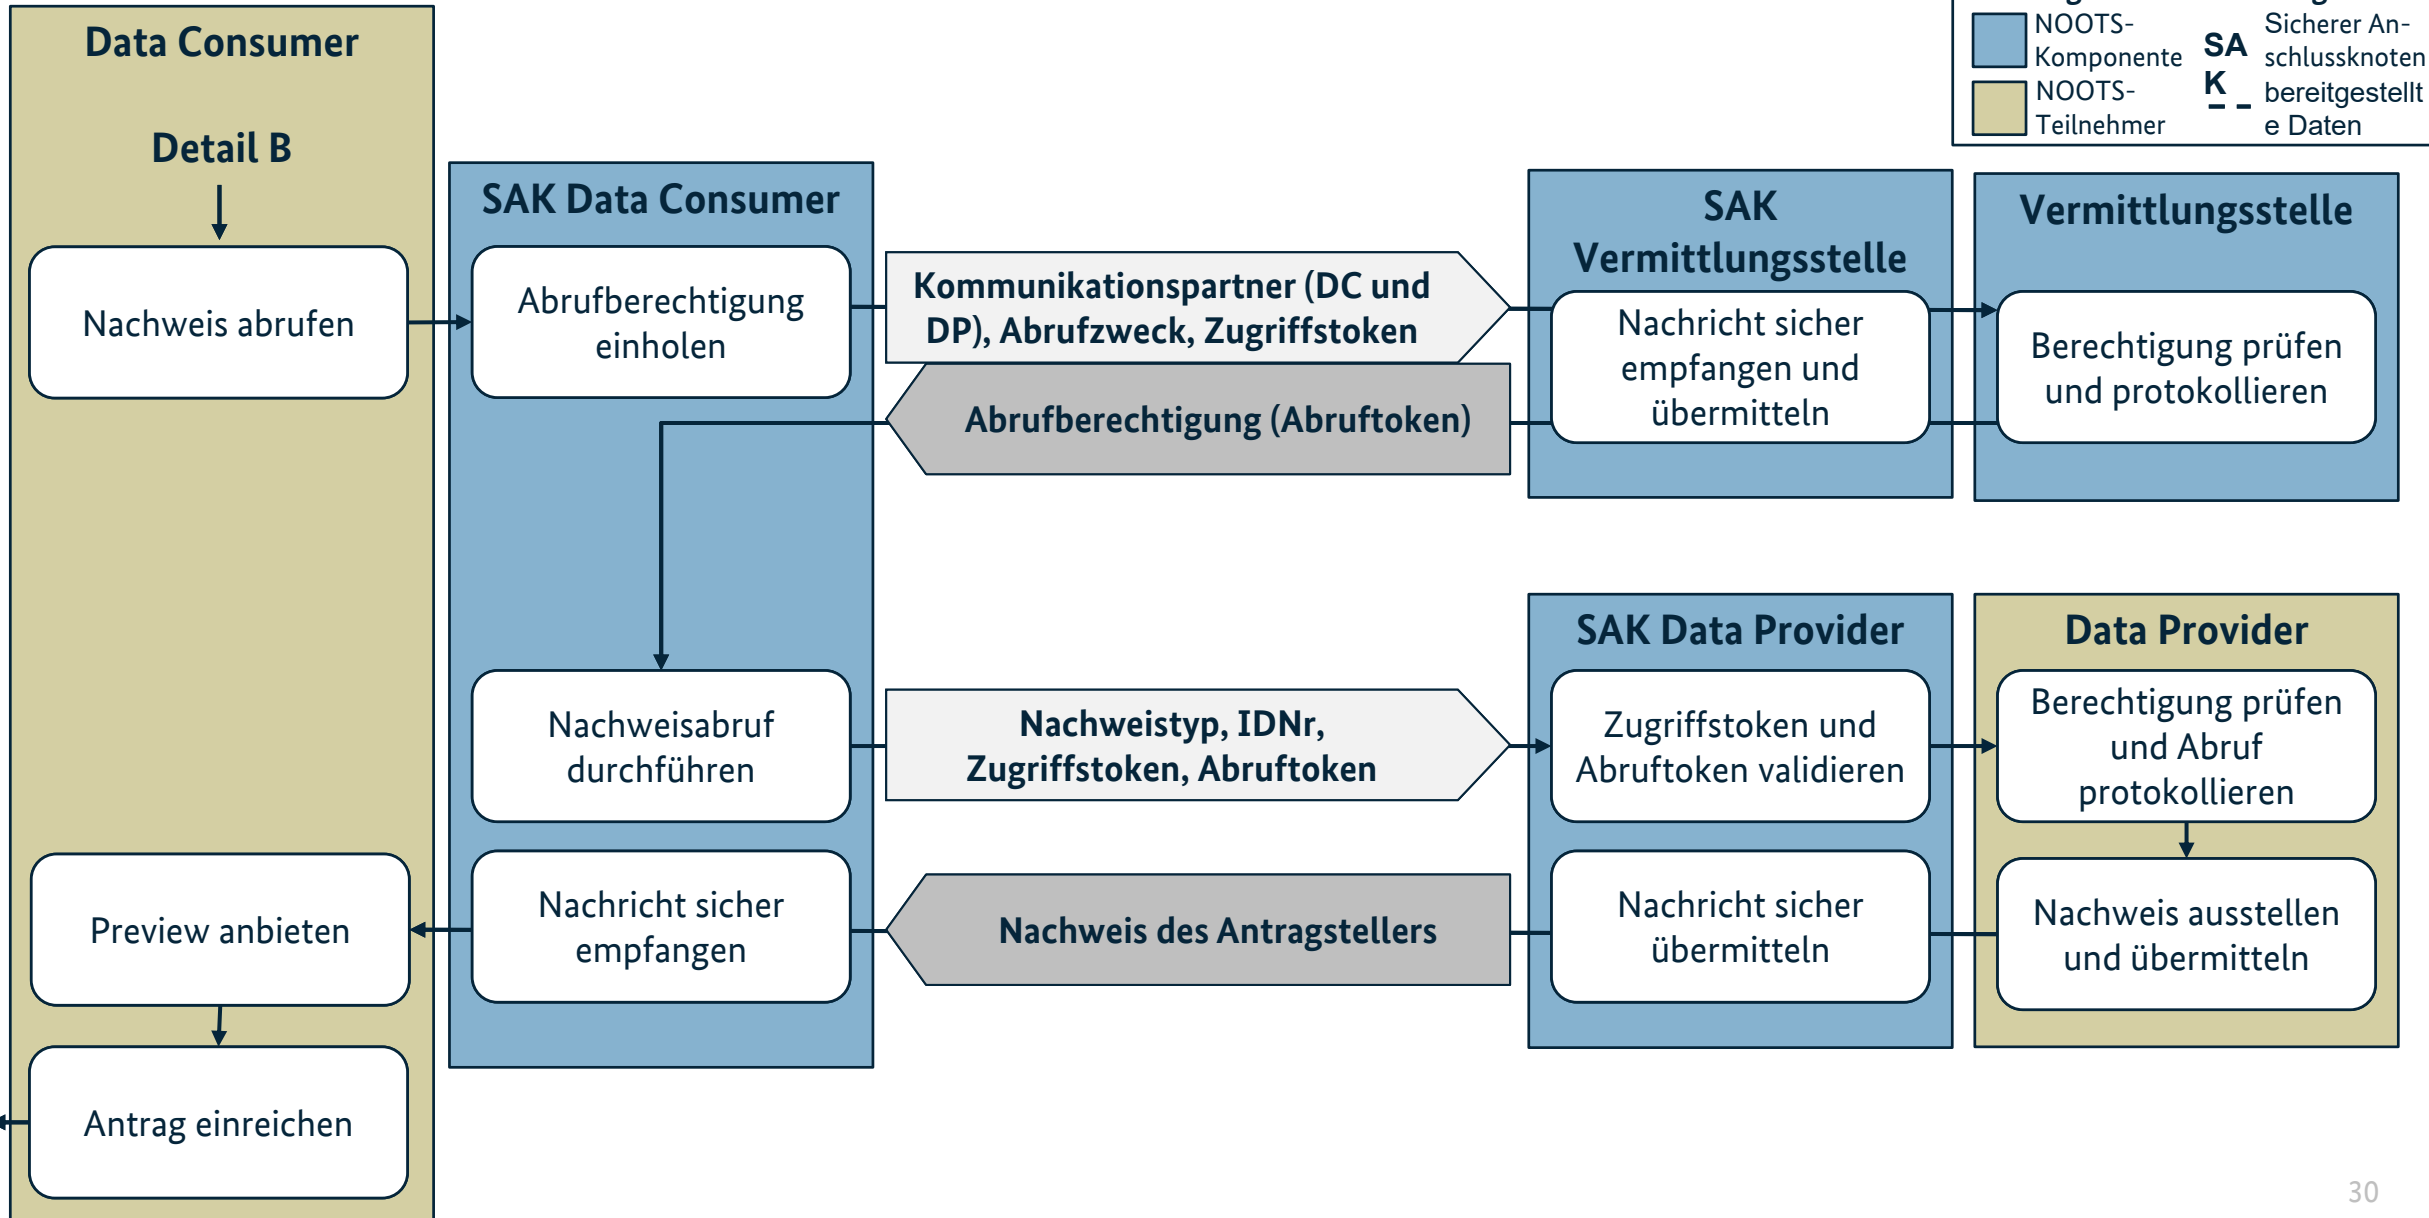 Data Consumer
Detail B
Nachweis abrufen
Preview anbieten
Antrag einreichen
SAK Data Consumer
Abrufberechtigung
einholen
Nachweisabruf
durchführen
Nachricht sicher
empfangen
Kommunikationspartner (DC und
DP), Abrufzweck, Zugriffstoken
Abrufberechtigung (Abruftoken)
Nachweistyp, IDNr,
Zugriffstoken, Abruftoken
Nachweis des Antragstellers
SAK
Vermittlungsstelle
Nachricht sicher
empfangen und
übermitteln
Vermittlungsstelle
Berechtigung prüfen
und protokollieren
SAK Data Provider
Zugriffstoken und
Abruftoken validieren
Nachricht sicher
übermitteln
Data Provider
Berechtigung prüfen
und Abruf
protokollieren
Nachweis ausstellen
und übermitteln
NOOTS-
Komponente
NOOTS-
Teilnehmer
SA
K
Sicherer An-
schlussknoten
bereitgestellt
e Daten
30